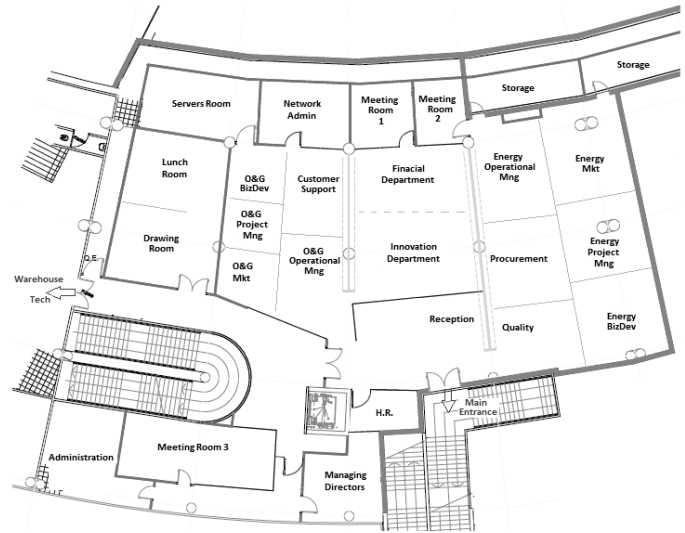 Servers Room
Network
Admin
Meeting
Room
1
Meeting
Room
2
Storage
Storage
Lunch
Room
O&G
BizDev
Customer
Support
Finacial
Department
Energy
Operational
Mng
Energy
Mkt
O&G
Project
Mng
Drawing
Room
O&G
Operational
Mng
O&G
Mkt
Innovation
Department
Procurement
Energy
Project
Mng
Q.E.
Warehouse
Tech
Reception
Quality
Energy
BizDev
Main
Entrance
H.R.
Meeting Room 3
Administration
Managing
Directors